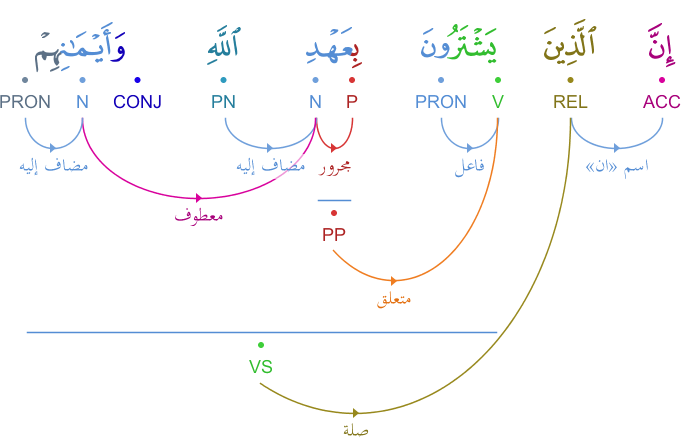 إِنَّ ٱلَّذِينَ يَشْتَرُونَ بِعَهْدِ ٱللَّهِ وَأَيْمَـٰنِهِمْ
ACC REL V PRON P N PN CONJ N PRON
اسم «ان» فاعل مجرور مضاف إليه مضاف إليه
معطوف
PP
متعلق
VS
صلة